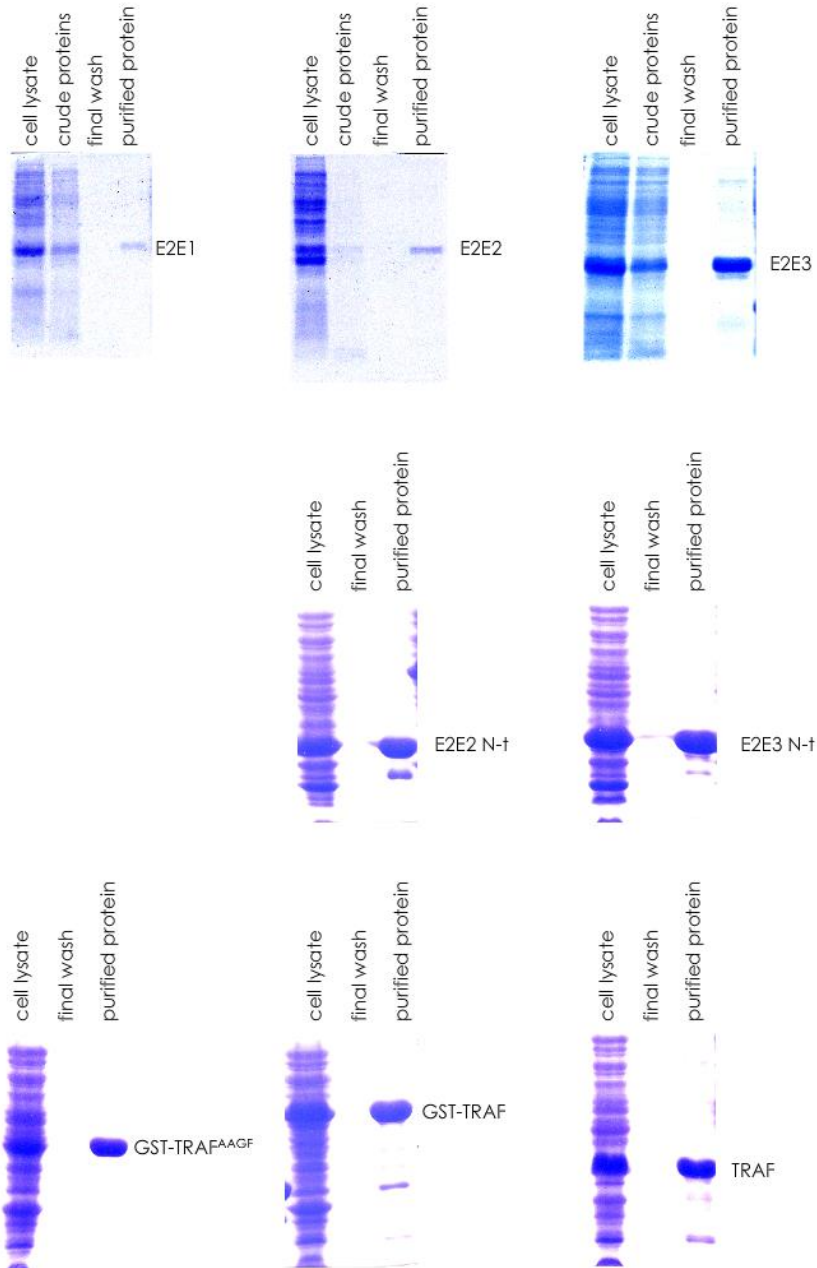 cell lysate
crude proteins
final wash
purified protein
cell lysate
crude proteins
final wash
purified protein
cell lysate
crude proteins
final wash
purified protein
E2E1
E2E2
E2E3
cell lysate
final wash
purified protein
cell lysate
final wash
purified protein
E2E2 N-t
E2E3 N-t
cell lysate
final wash
purified protein
cell lysate
final wash
purified protein
cell lysate
final wash
purified protein
GST-TRAFᴬᴬᴳᶠ
GST-TRAF
TRAF